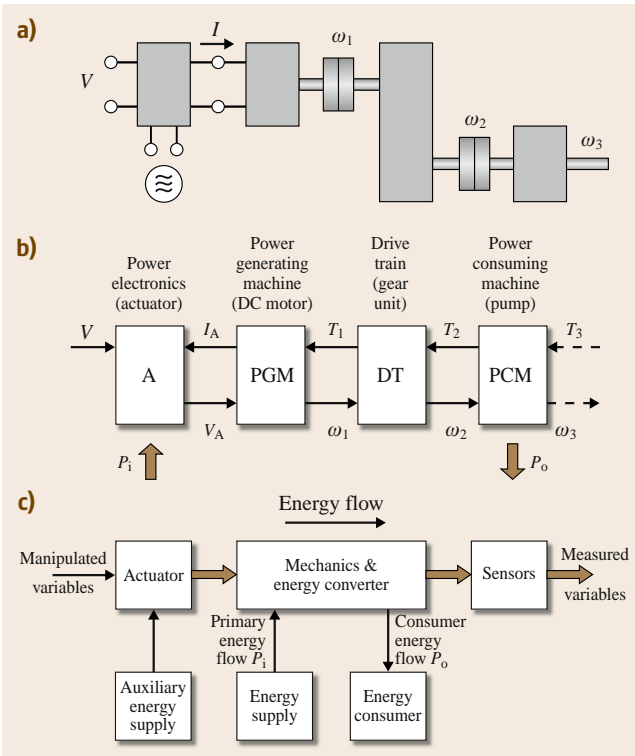 a)
I
V
ω1
ω2
ω3
b)
Power
electronics
(actuator)
Power
generating
machine
(DC motor)
Drive
train
(gear
unit)
Power
consuming
machine
(pump)
V
A
IA
VA
PGM
T1
ω1
DT
T2
ω2
PCM
T3
ω3
Pi
Po
c)
Energy flow
Manipulated
variables
Actuator
Mechanics &
energy converter
Sensors
Measured
variables
Primary
energy
flow Pi
Consumer
energy
flow Po
Auxiliary
energy
supply
Energy
supply
Energy
consumer